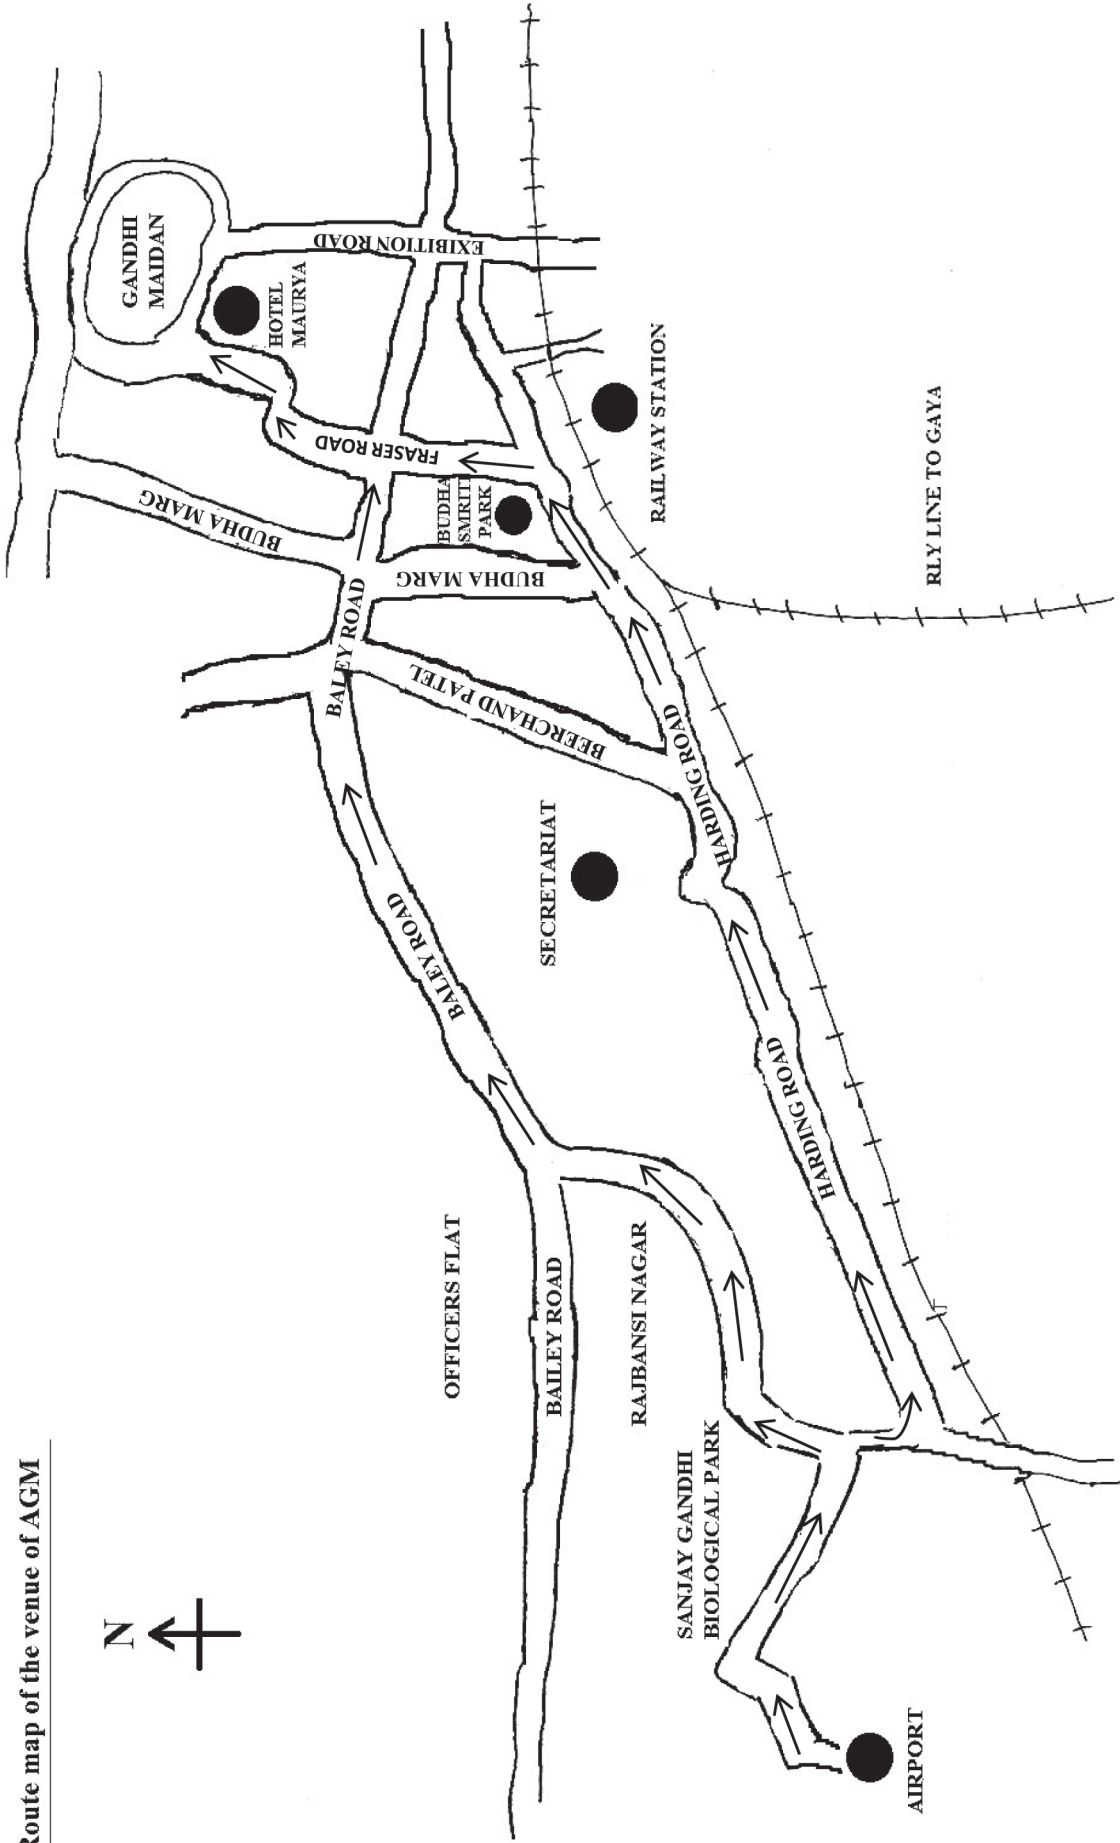 Route map of the venue of AGM
N
GANDHI
MAIDAN
HOTEL
MAURYA
EXIBITION ROAD
FRASER ROAD
BUDHA MARG
BUDHA
SMRITI
PARK
BUDHA MARG
RAILWAY STATION
RLY LINE TO GAYA
BALEY ROAD
BEERCHAND PATEL
HARDING ROAD
SECRETARIAT
BALEY ROAD
HARDING ROAD
OFFICERS FLAT
BAILEY ROAD
RAJBANSI NAGAR
SANJAY GANDHI
BIOLOGICAL PARK
AIRPORT